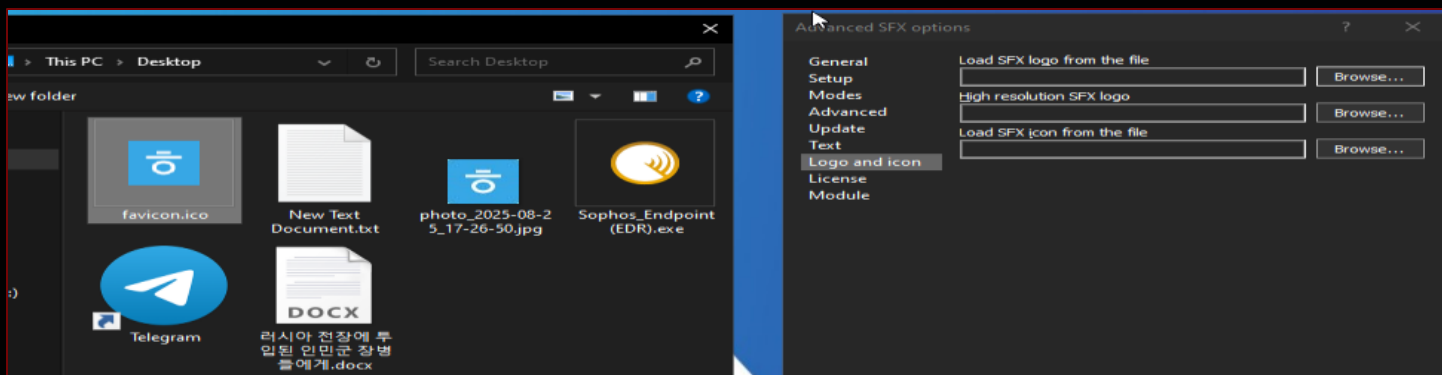 This PC > Desktop
Search Desktop
ew folder
favicon.ico
New Text
Document.txt
photo_2025-08-2
5_17-26-50.jpg
Sophos_Endpoint
(EDR).exe
:)
Telegram
DOCX
러시아 전장에 투
입된 인민군 장병
들에게.docx
Advanced SFX options
General
Setup
Modes
Advanced
Update
Text
Logo and icon
License
Module
Load SFX logo from the file
Browse...
High resolution SFX logo
Browse...
Load SFX icon from the file
Browse...